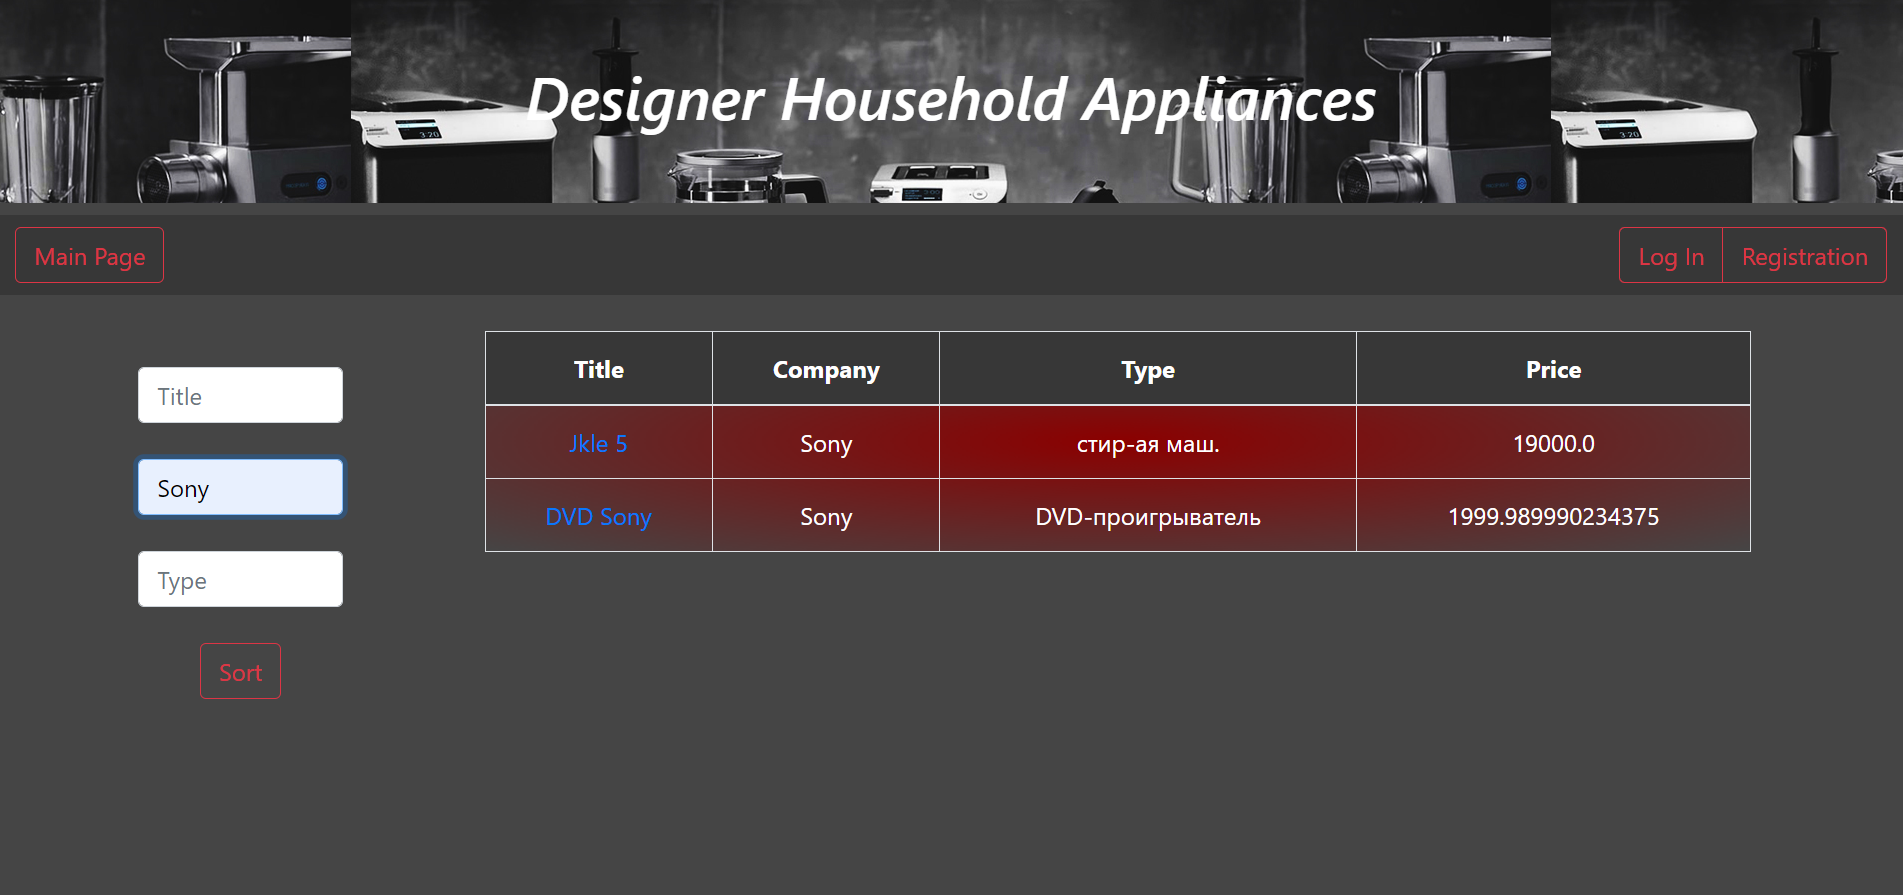 Designer Household Appliances
Main Page
Log In
Registration
Title
Sony
Type
Sort
Title Company Type Price
Jkle 5 Sony стир-ая маш. 19000.0
DVD Sony Sony DVD-проигрыватель 1999.989990234375